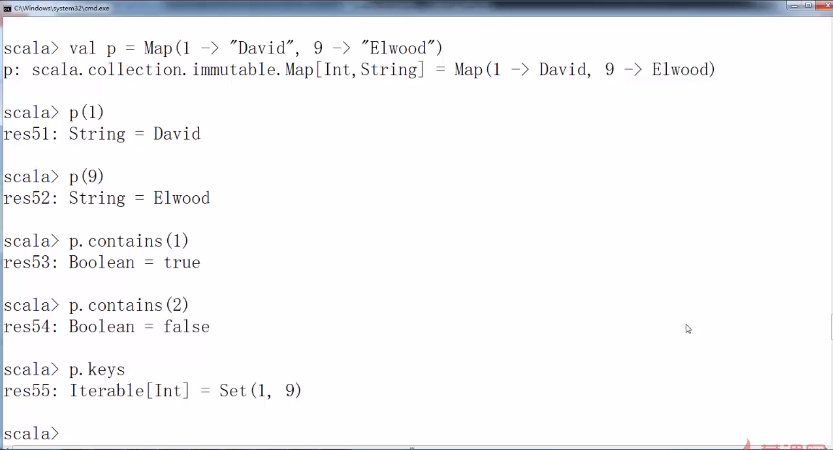 C:\Windows\system32\cmd.exe
scala> val p = Map(1 -> "David", 9 -> "Elwood")
p: scala.collection.immutable.Map[Int,String] = Map(1 -> David, 9 -> Elwood)
scala> p(1)
res51: String = David
scala> p(9)
res52: String = Elwood
scala> p.contains(1)
res53: Boolean = true
scala> p.contains(2)
res54: Boolean = false
scala> p.keys
res55: Iterable[Int] = Set(1, 9)
scala>